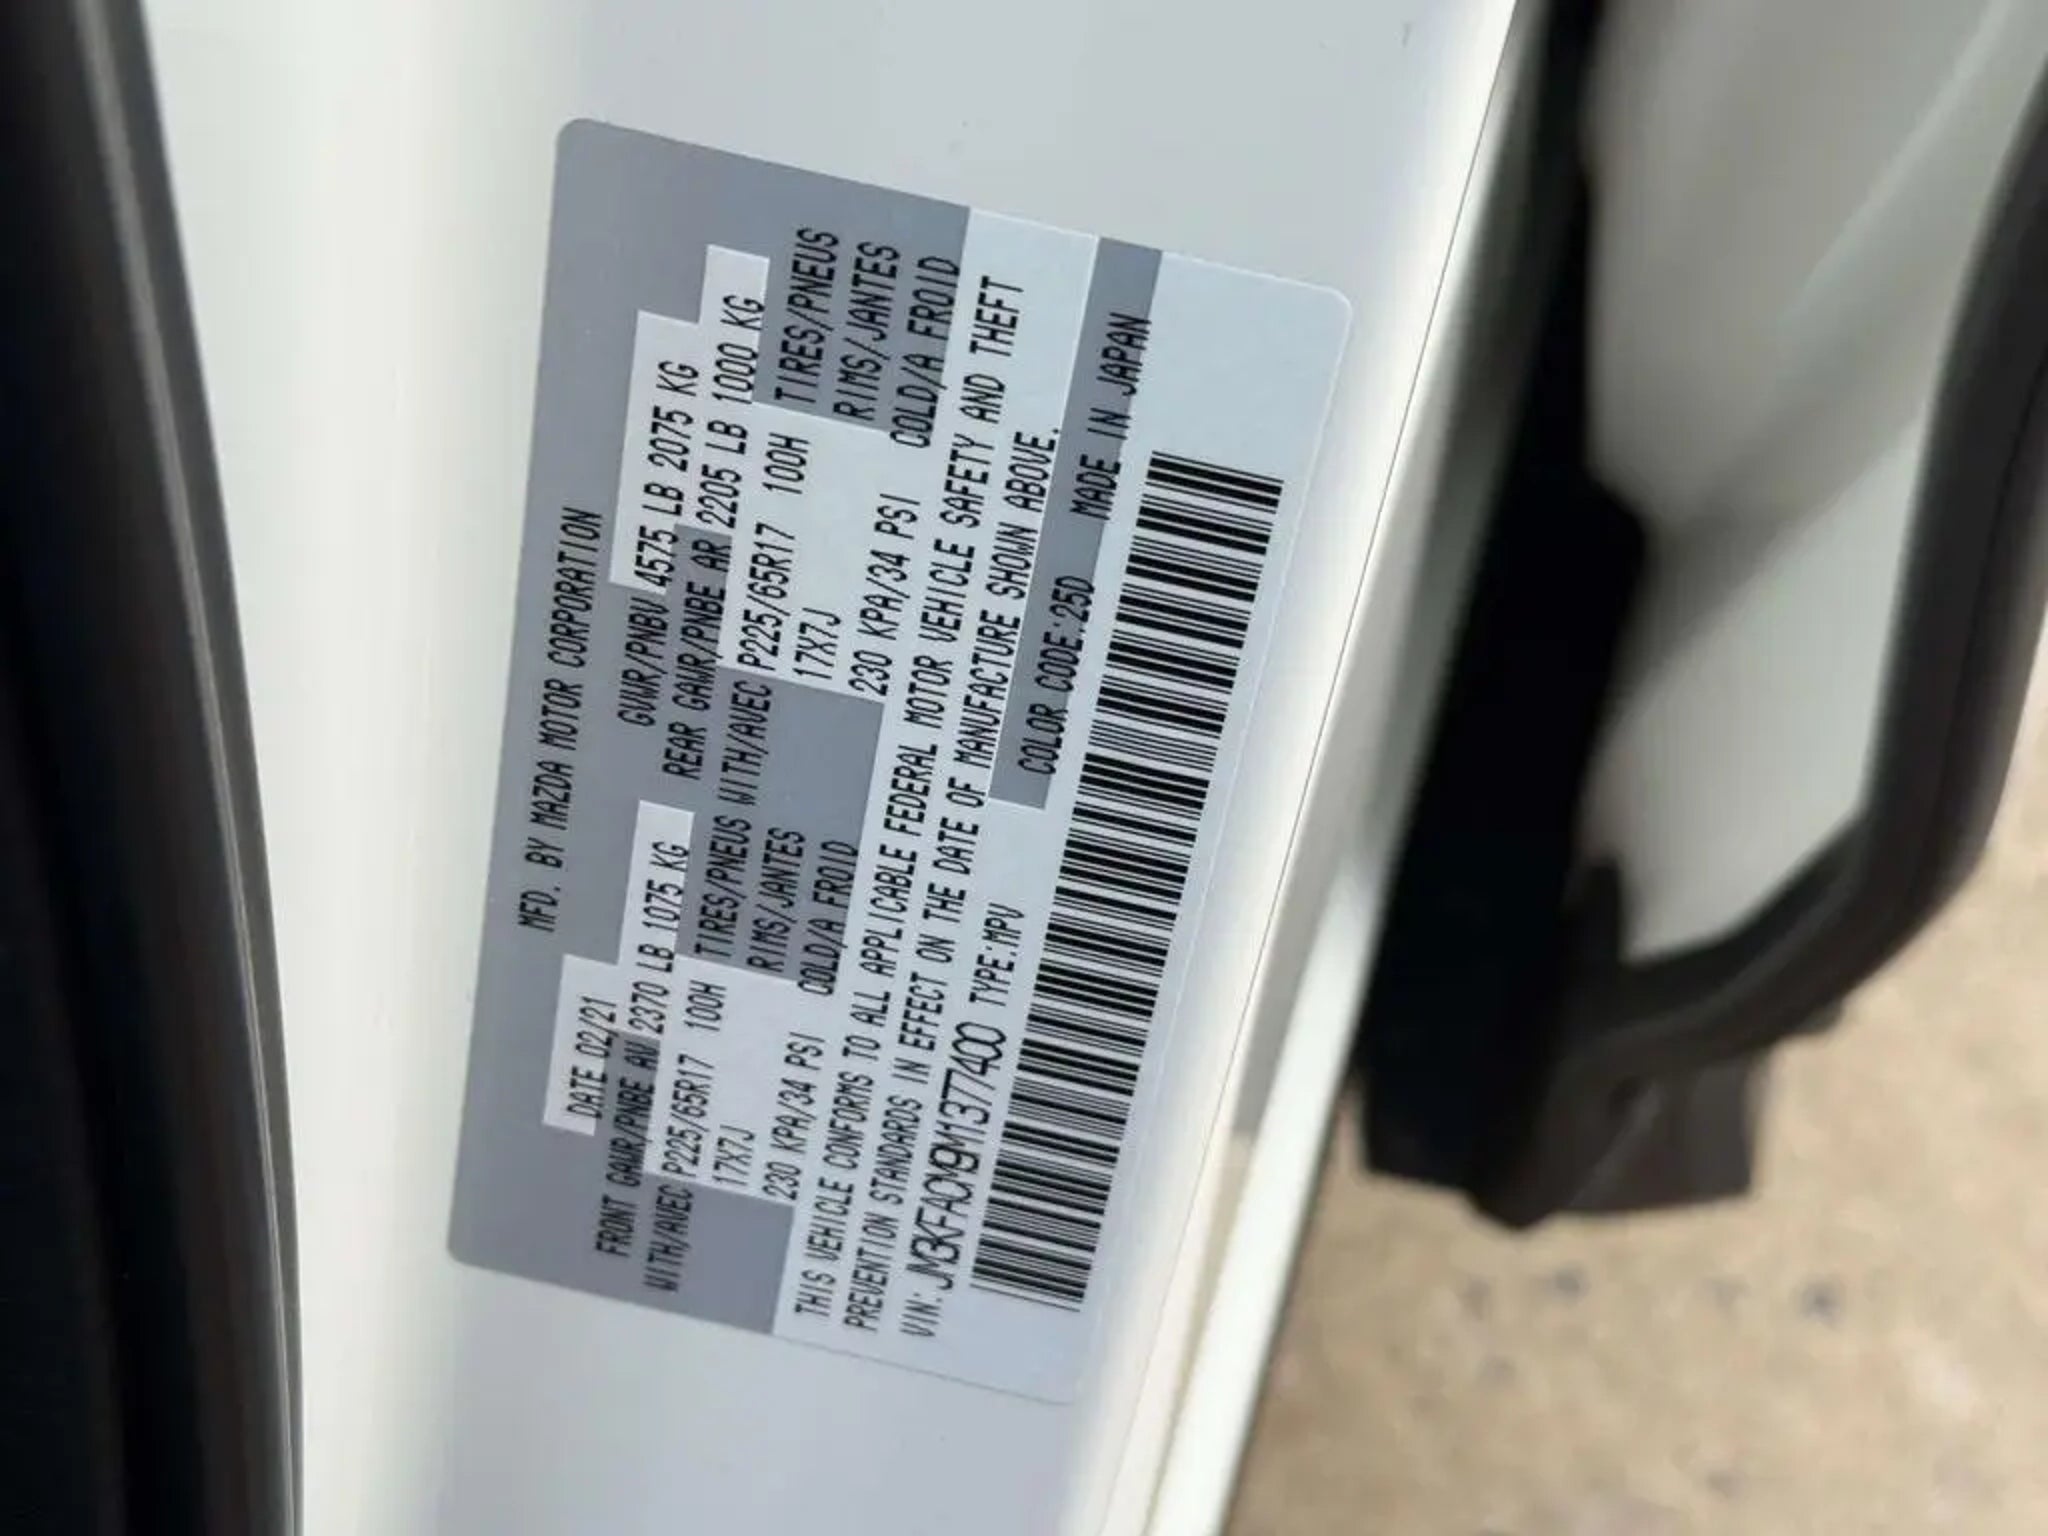 MFD. BY MAZDA MOTOR CORPORATION
DATE 02/21 GVWR/PNBV 4575 LB 2075 KG
FRONT GAWR/PNBE AV 2370 LB 1075 KG REAR GAWR/PNBE AR 2205 LB 1000 KG
WITH/AVEC P225/65R17 100H TIRES/PNEUS WITH/AVEC P225/65R17 100H TIRES/PNEUS
17X7J RIMS/JANTES 17X7J RIMS/JANTES
230 KPA/34 PSI COLD/A FROID 230 KPA/34 PSI COLD/A FROID
THIS VEHICLE CONFORMS TO ALL APPLICABLE FEDERAL MOTOR VEHICLE SAFETY AND THEFT
PREVENTION STANDARDS IN EFFECT ON THE DATE OF MANUFACTURE SHOWN ABOVE.
VIN: JM3KFACM9M1377400 TYPE:MPV COLOR CODE:25D MADE IN JAPAN